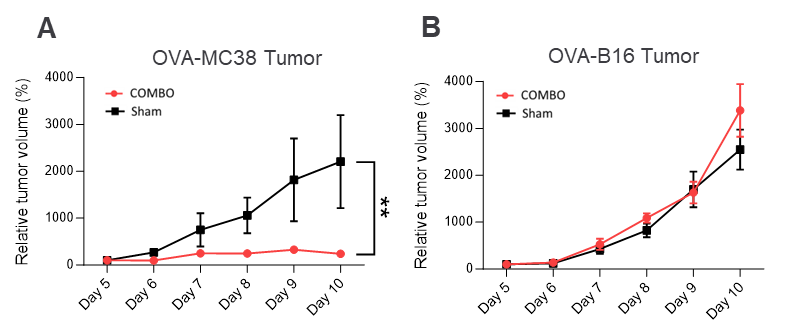 A
OVA-MC38 Tumor
Relative tumor volume (%)
4000
3000
2000
1000
0
COMBO
Sham
**
Day 5
Day 6
Day 7
Day 8
Day 9
Day 10
B
OVA-B16 Tumor
Relative tumor volume (%)
4000
3000
2000
1000
0
COMBO
Sham
Day 5
Day 6
Day 7
Day 8
Day 9
Day 10